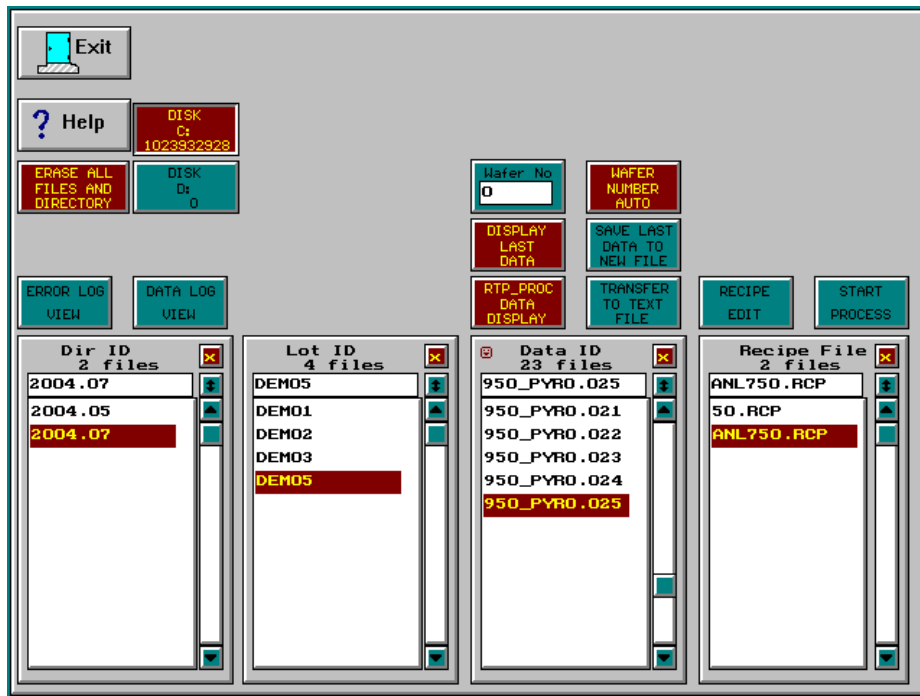 Exit
? Help
DISK
C:
1023932928
ERASE ALL
FILES AND
DIRECTORY
DISK
D:
0
Wafer No
0
WAFER
NUMBER
AUTO
DISPLAY
LAST
DATA
SAVE LAST
DATA TO
NEW FILE
ERROR LOG
VIEW
DATA LOG
VIEW
RTP_PROC
DATA
DISPLAY
TRANSFER
TO TEXT
FILE
RECIPE
EDIT
START
PROCESS
Dir ID
2 files
2004.07
2004.05
2004.07
Lot ID
4 files
DEMO5
DEMO1
DEMO2
DEMO3
DEMO5
Data ID
23 files
950_PYRO.025
950_PYRO.021
950_PYRO.022
950_PYRO.023
950_PYRO.024
950_PYRO.025
Recipe File
2 files
ANL750.RCP
50.RCP
ANL750.RCP